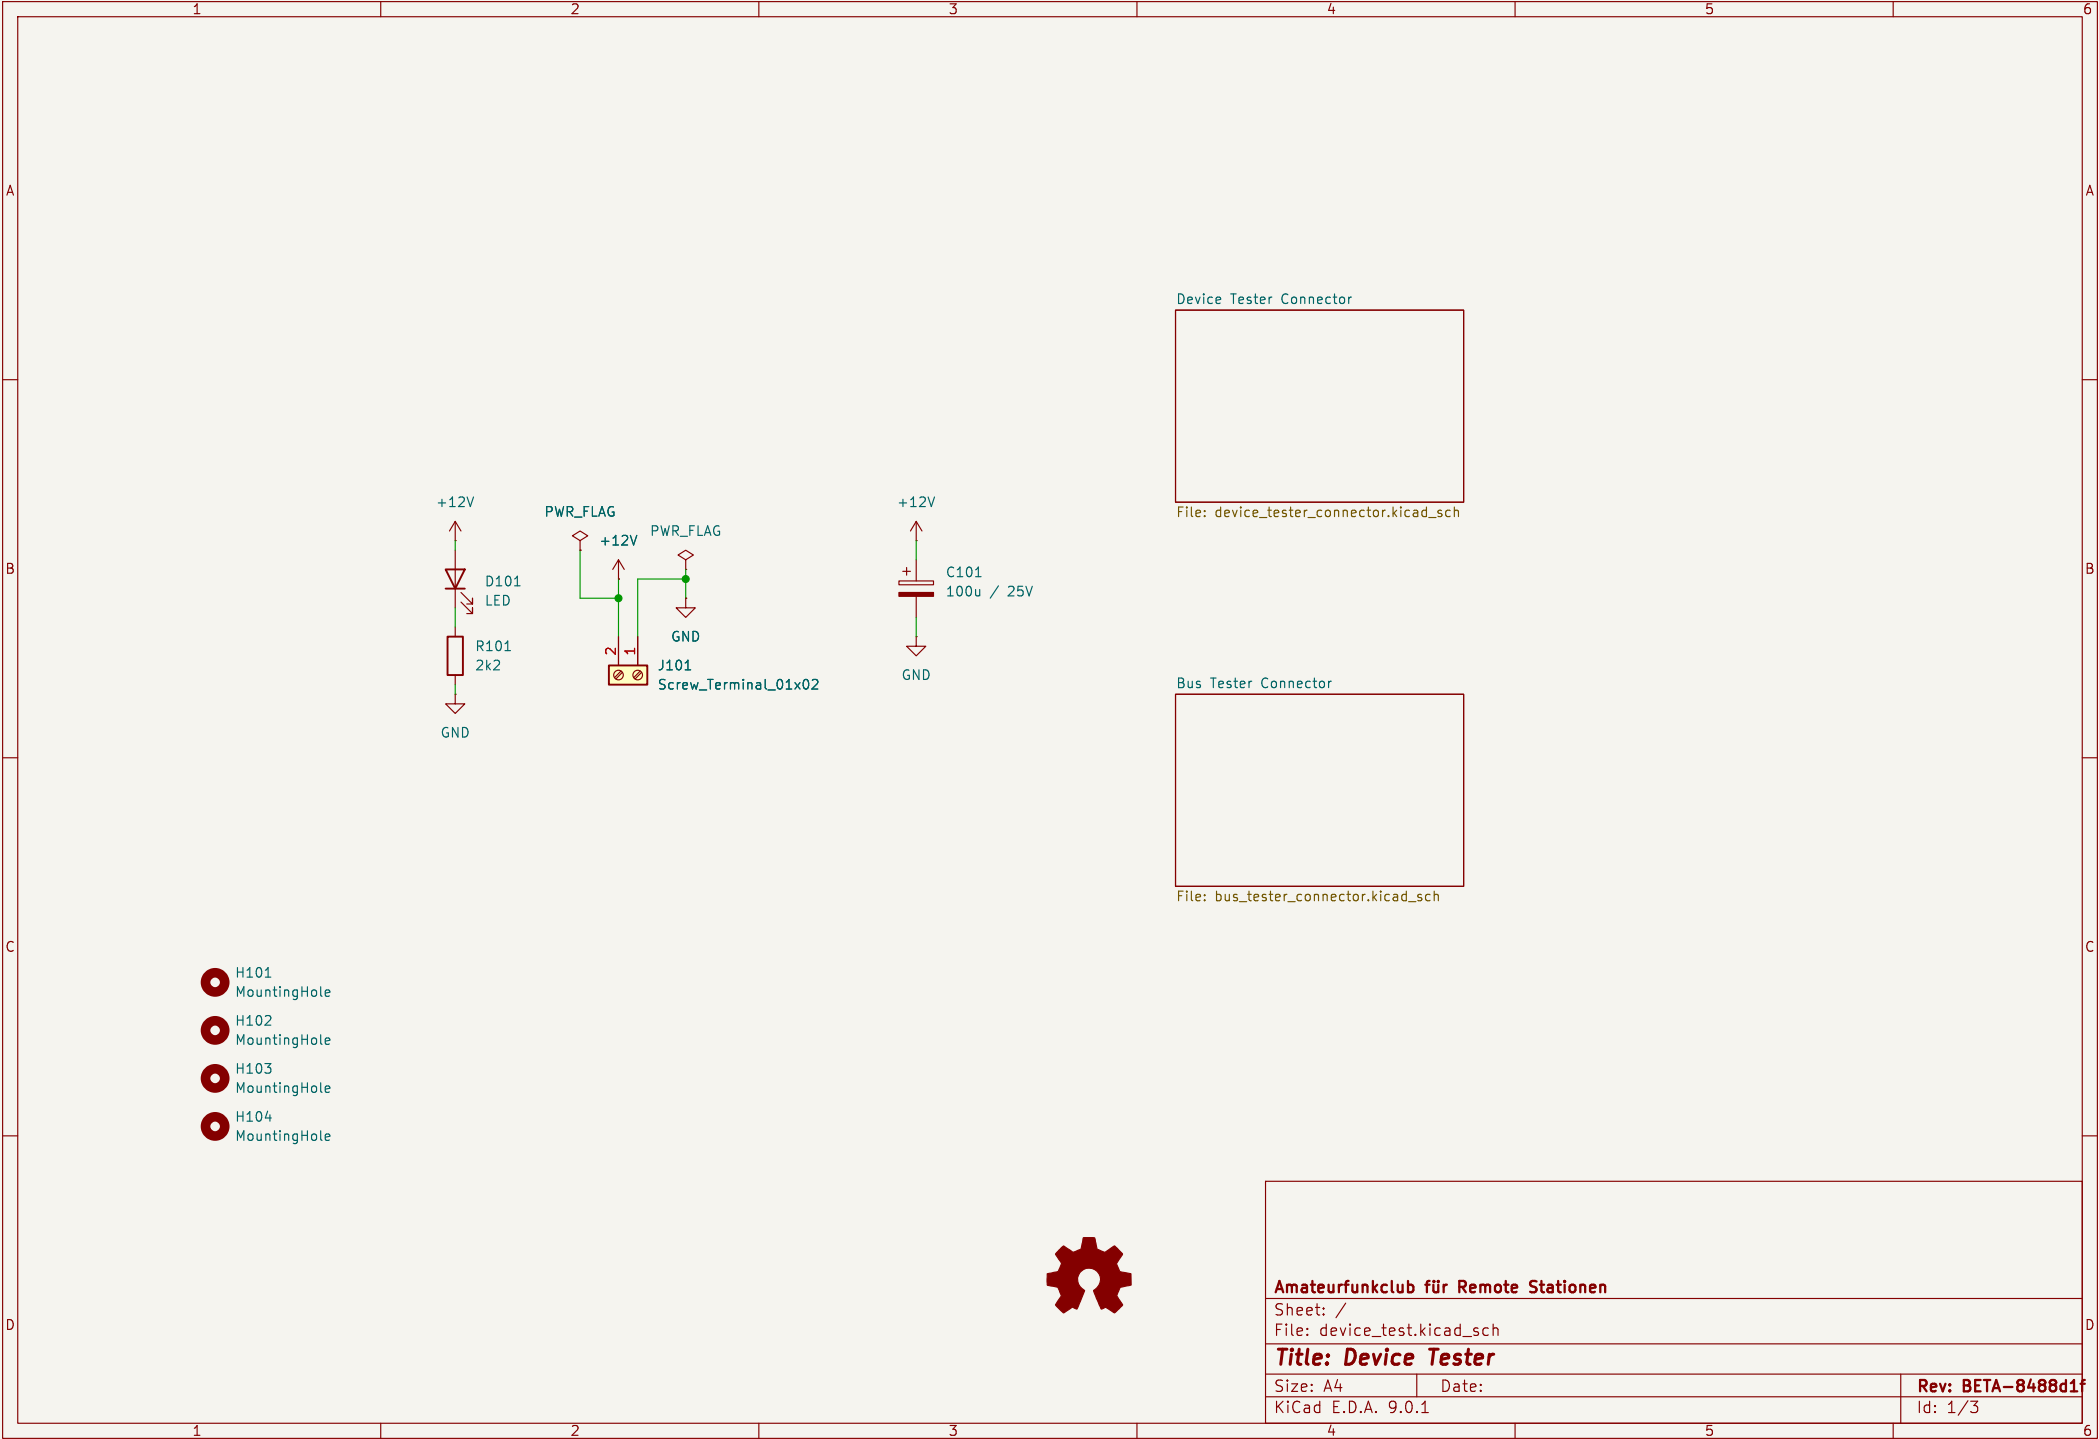 1 2 3 4 5 6
A A
Device Tester Connector
File: device_tester_connector.kicad_sch
+12V
D101
LED
R101
2k2
GND
PWR_FLAG
+12V
PWR_FLAG
GND
2 1
J101
Screw_Terminal_01x02
+12V
+
C101
100u / 25V
GND
B B
Bus Tester Connector
File: bus_tester_connector.kicad_sch
C C
H101
MountingHole
H102
MountingHole
H103
MountingHole
H104
MountingHole
D D
Amateurfunkclub für Remote Stationen
Sheet: /
File: device_test.kicad_sch
Title: Device Tester
Size: A4 Date: Rev: BETA-8488d1f
KiCad E.D.A. 9.0.1 Id: 1/3
1 2 3 4 5 6